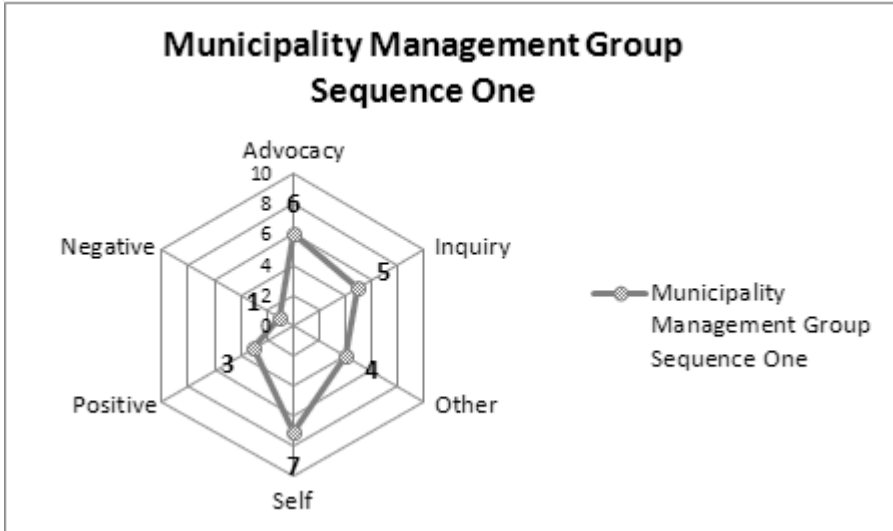 Municipality Management Group
Sequence One
Advocacy
10
8
6
6
4
2
0
Negative
Inquiry
1
5
3
4
Positive
Other
7
Self
Municipality
Management Group
Sequence One